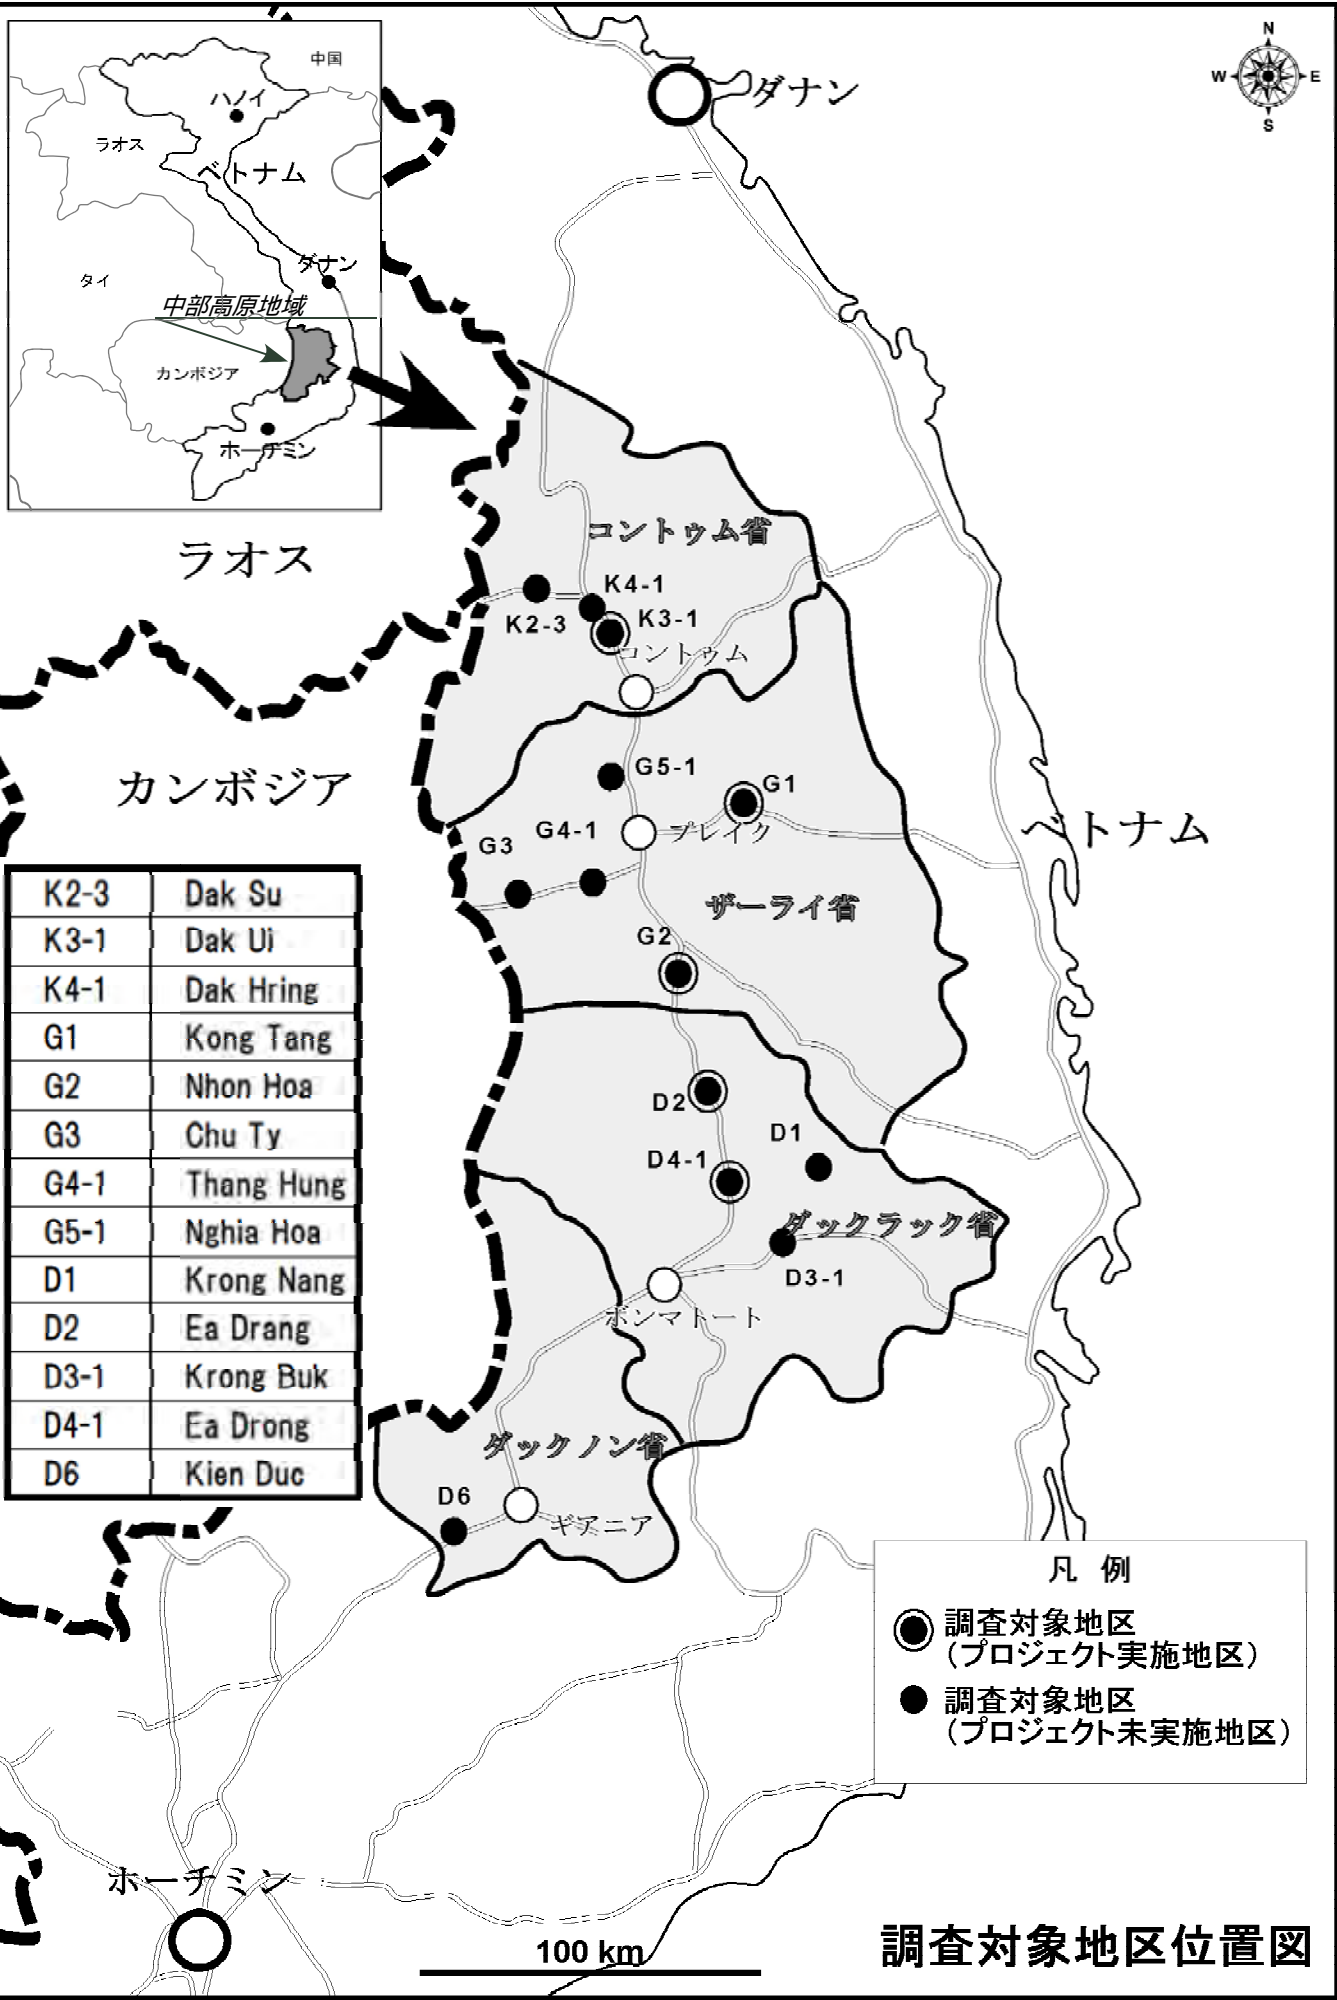 中国
ハノイ
ラオス
ベトナム
ダナン
タイ
中部高原地域
カンボジア
ホーチミン
ダナン
N
W E
S
ラオス
コントゥム省
K4-1
K2-3
K3-1
コントゥム
カンボジア
G5-1
G1
G4-1
プレイク
G3
ベトナム
ザーライ省
G2
K2-3 Dak Su
K3-1 Dak Ui
K4-1 Dak Hring
G1 Kong Tang
G2 Nhon Hoa
G3 Chu Ty
G4-1 Thang Hung
G5-1 Nghia Hoa
D1 Krong Nang
D2 Ea Drang
D3-1 Krong Buk
D4-1 Ea Drong
D6 Kien Duc
D2
D1
D4-1
ダックラック省
D3-1
ボンマトート
ダックノン省
D6
ギアニア
凡 例
調査対象地区
(プロジェクト実施地区)
調査対象地区
(プロジェクト未実施地区)
ホーチミン
100 km
調査対象地区位置図